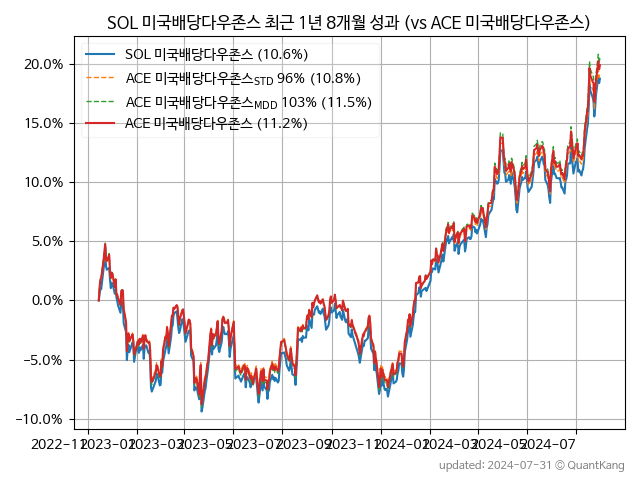 SOL 미국배당다우존스 최근 1년 8개월 성과 (vs ACE 미국배당다우존스)
SOL 미국배당다우존스 (10.6%)
ACE 미국배당다우존스STD 96% (10.8%)
ACE 미국배당다우존스MDD 103% (11.5%)
ACE 미국배당다우존스 (11.2%)
20.0%
15.0%
10.0%
5.0%
0.0%
−5.0%
−10.0%
2022-11 2023-01 2023-03 2023-05 2023-07 2023-09 2023-11 2024-01 2024-03 2024-05 2024-07
updated: 2024-07-31 © QuantKang